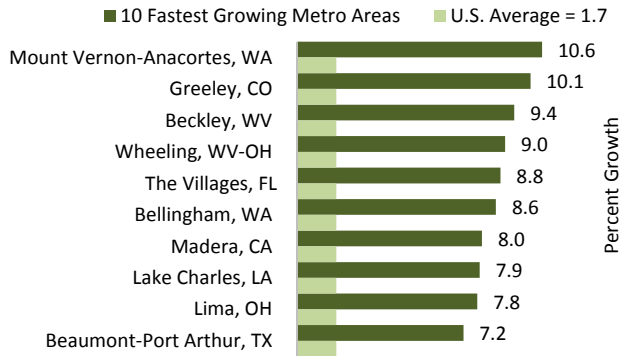 10 Fastest Growing Metro Areas U.S. Average = 1.7
Mount Vernon-Anacortes, WA 10.6
Greeley, CO 10.1
Beckley, WV 9.4
Wheeling, WV-OH 9.0
The Villages, FL 8.8
Bellingham, WA 8.6
Madera, CA 8.0
Lake Charles, LA 7.9
Lima, OH 7.8
Beaumont-Port Arthur, TX 7.2
Percent Growth